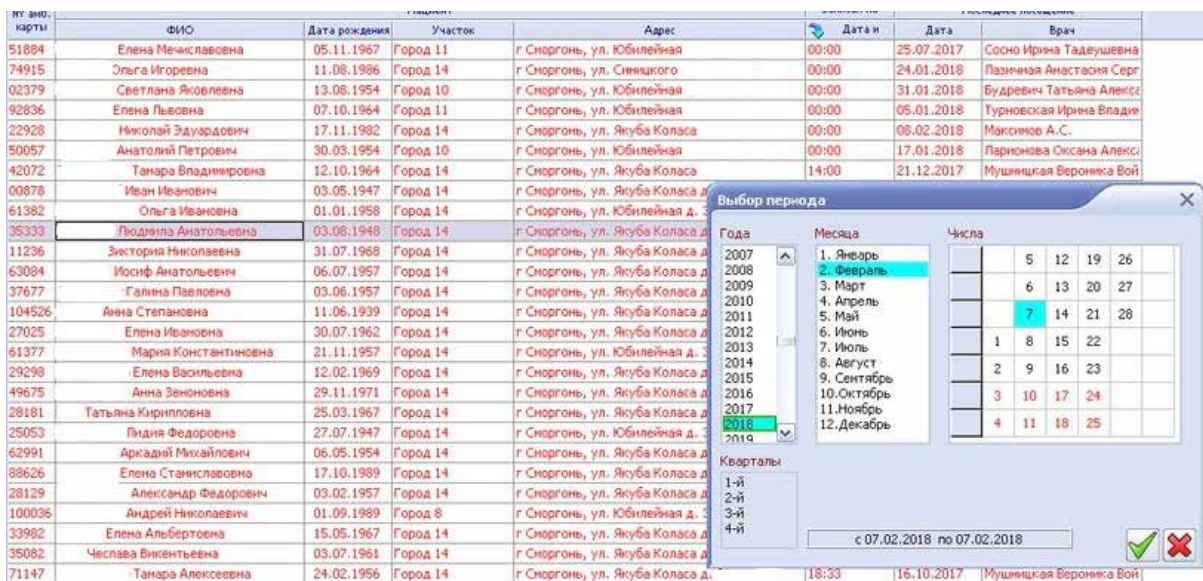 № амб. карты ФИО Дата рождения Участок Адрес Дата и Дата Врач
51884 Елена Мечиславовна 05.11.1967 Город 11 г Сморгонь, ул. Юбилейная 00:00 25.07.2017 Сосно Ирина Тадеушевна
74915 Ольга Игоревна 11.08.1986 Город 14 г Сморгонь, ул. Синицкого 00:00 24.01.2018 Лазичная Анастасия Серг
02379 Светлана Яковлевна 13.08.1954 Город 10 г Сморгонь, ул. Юбилейная 00:00 31.01.2018 Будревич Татьяна Алекса
92836 Елена Львовна 07.10.1964 Город 11 г Сморгонь, ул. Юбилейная 00:00 05.01.2018 Турновская Ирина Владим
22928 Николай Эдуардович 17.11.1982 Город 14 г Сморгонь, ул. Якуба Коласа 00:00 08.02.2018 Максимов А.С.
50057 Анатолий Петрович 30.03.1954 Город 10 г Сморгонь, ул. Юбилейная 00:00 17.01.2018 Ларионова Оксана Алекса
42072 Тамара Владимировна 12.10.1964 Город 14 г Сморгонь, ул. Якуба Коласа 14:00 21.12.2017 Мушницкая Вероника Вой
00878 Иван Иванович 03.05.1947 Город 14 г Сморгонь, ул. Якуба Коласа д
61382 Ольга Ивановна 01.01.1958 Город 14 г Сморгонь, ул. Юбилейная д. 3
35333 Людмила Анатольевна 03.08.1948 Город 14 г Сморгонь, ул. Якуба Коласа д
11236 Виктория Николаевна 31.07.1968 Город 14 г Сморгонь, ул. Якуба Коласа д
63084 Иосиф Анатольевич 06.07.1957 Город 14 г Сморгонь, ул. Якуба Коласа д
37677 Галина Павловна 03.06.1957 Город 14 г Сморгонь, ул. Якуба Коласа д
104526 Анна Степановна 11.06.1939 Город 14 г Сморгонь, ул. Якуба Коласа д
27025 Елена Ивановна 30.07.1962 Город 14 г Сморгонь, ул. Якуба Коласа д
61377 Мария Константиновна 21.11.1957 Город 14 г Сморгонь, ул. Юбилейная д. 3
29298 Елена Васильевна 12.02.1969 Город 14 г Сморгонь, ул. Якуба Коласа д
49675 Анна Зеноновна 29.11.1971 Город 14 г Сморгонь, ул. Якуба Коласа д
28181 Татьяна Кирилловна 25.03.1967 Город 14 г Сморгонь, ул. Якуба Коласа д
25053 Лидия Федоровна 27.07.1947 Город 14 г Сморгонь, ул. Юбилейная д. 3
62991 Аркадий Михайлович 06.05.1954 Город 14 г Сморгонь, ул. Якуба Коласа д
88626 Елена Станиславовна 17.10.1989 Город 14 г Сморгонь, ул. Якуба Коласа д
28129 Александр Федорович 03.02.1957 Город 14 г Сморгонь, ул. Якуба Коласа д
100036 Андрей Николаевич 01.09.1989 Город 8 г Сморгонь, ул. Юбилейная д. 3
33982 Елена Альбертовна 15.05.1967 Город 14 г Сморгонь, ул. Якуба Коласа д
35082 Чеслава Викентьевна 03.07.1961 Город 14 г Сморгонь, ул. Якуба Коласа д
71147 Тамара Алексеевна 24.02.1956 Город 14 г Сморгонь, ул. Якуба Коласа д. 18:33 16.10.2017 Мушницкая Вероника Вой
Выбор периода
Года Месяца Числа
2007
2008
2009
2010
2011
2012
2013
2014
2015
2016
2017
2018
2019
1. Январь
2. Февраль
3. Март
4. Апрель
5. Май
6. Июнь
7. Июль
8. Август
9. Сентябрь
10.Октябрь
11.Ноябрь
12.Декабрь
5 12 19 26
6 13 20 27
7 14 21 28
1 8 15 22
2 9 16 23
3 10 17 24
4 11 18 25
Кварталы
1-й
2-й
3-й
4-й
с 07.02.2018 по 07.02.2018